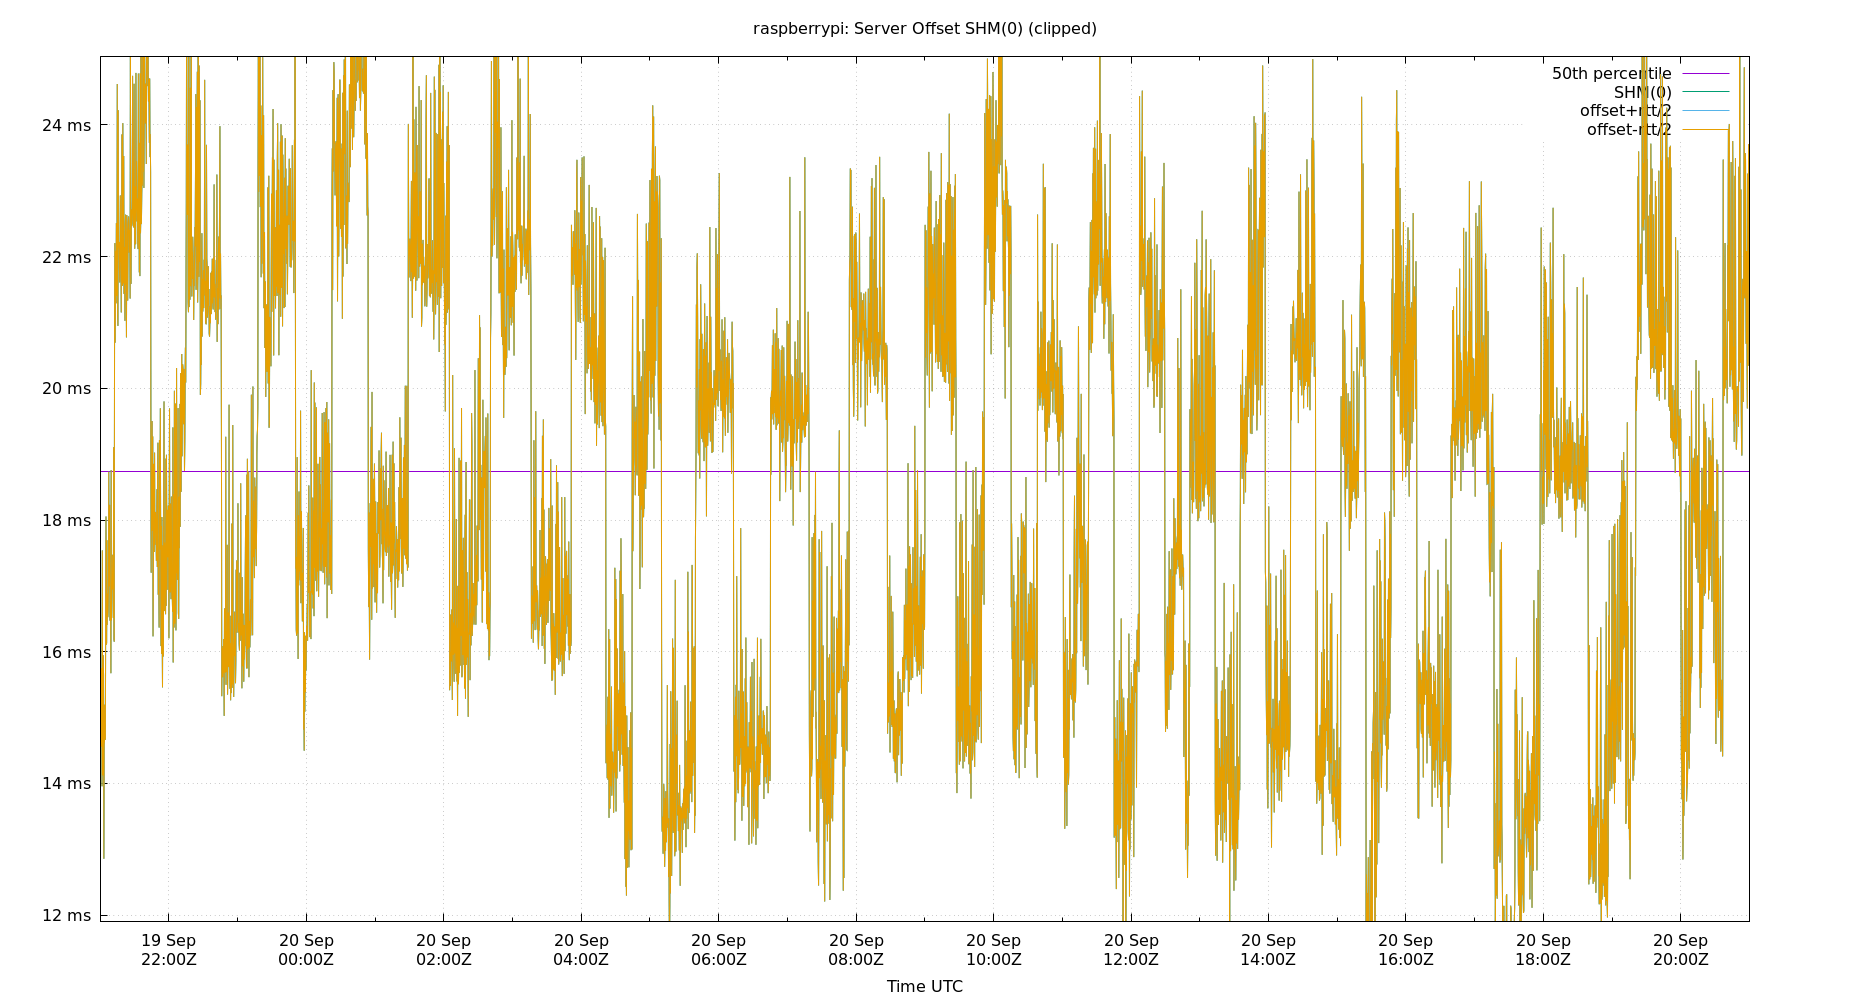 raspberrypi: Server Offset SHM(0) (clipped)
50th percentile
SHM(0)
offset+rtt/2
offset-rtt/2
24 ms
22 ms
20 ms
18 ms
16 ms
14 ms
12 ms
19 Sep 20 Sep 20 Sep 20 Sep 20 Sep 20 Sep 20 Sep 20 Sep 20 Sep 20 Sep 20 Sep 20 Sep
22:00Z 00:00Z 02:00Z 04:00Z 06:00Z 08:00Z 10:00Z 12:00Z 14:00Z 16:00Z 18:00Z 20:00Z
Time UTC